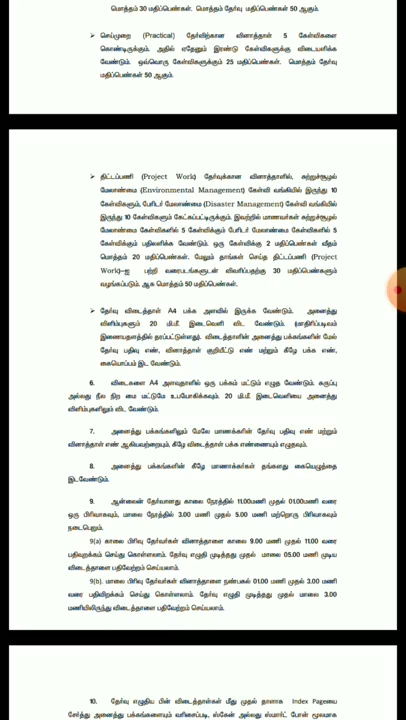 மொத்தம் 30 மதிப்பெண்கள். மொத்தம் தேர்வு மதிப்பெண்கள் 50 ஆகும்.
➢ செய்முறை (Practical) தேர்விற்கான வினாத்தாள் 5 கேள்விகளை
கொண்டிருக்கும். அதில் ஏதேனும் இரண்டு கேள்விகளுக்கு விடையளிக்க
வேண்டும். ஒவ்வொரு கேள்விகளுக்கும் 25 மதிப்பெண்கள். மொத்தம் தேர்வு
மதிப்பெண்கள் 50 ஆகும்.
➢ திட்டப்பணி (Project Work) தேர்வுக்கான வினாத்தாளில், சுற்றுச்சூழல்
மேலாண்மை (Environmental Management) கேள்வி வங்கியில் இருந்து 10
கேள்விகளும், பேரிடர் மேலாண்மை (Disaster Management) கேள்வி வங்கியில்
இருந்து 10 கேள்விகளும் கேட்கப்பட்டிருக்கும். இவற்றில் மாணவர்கள் சுற்றுச்சூழல்
மேலாண்மை கேள்விகளில் 5 கேள்விக்கும் பேரிடர் மேலாண்மை கேள்விகளில் 5
கேள்விக்கும் பதிலளிக்க வேண்டும். ஒரு கேள்விக்கு 2 மதிப்பெண்கள் வீதம்
மொத்தம் 20 மதிப்பெண்கள். மேலும் தாங்கள் செய்த திட்டப்பணி (Project
Work)–ஐ பற்றி வரைபடங்களுடன் விவரிப்பதற்கு 30 மதிப்பெண்களும்
வழங்கப்படும். ஆக மொத்தம் 50 மதிப்பெண்கள்.
➢ தேர்வு விடைத்தாள் A4 பக்க அளவில் இருக்க வேண்டும். அனைத்து
விளிம்புகளும் 20 மி.மீ. இடைவெளி விட வேண்டும். (மாதிரிப்படிவம்
இணையதளத்தில் தரப்பட்டுள்ளது). விடைத்தாளின் அனைத்து பக்கங்களின் மேல்
தேர்வு பதிவு எண், வினாத்தாள் குறியீட்டு எண் மற்றும் கீழே பக்க எண்,
கையொப்பம் இட வேண்டும்.
6. விடைகளை A4 அளவுதாளில் ஒரு பக்கம் மட்டும் எழுத வேண்டும். கருப்பு
அல்லது நீல நிற மை மட்டுமே உபயோகிக்கவும். 20 மி.மீ. இடைவெளியை அனைத்து
விளிம்புகளிலும் விட வேண்டும்.
7. அனைத்து பக்கங்களிலும் மேலே மாணாக்கரின் தேர்வு பதிவு எண் மற்றும்
வினாத்தாள் எண் ஆகியவற்றையும், கீழே விடைத்தாள் பக்க எண்ணையும் எழுதவும்.
8. அனைத்து பக்கங்களின் கீழே மாணாக்கர்கள் தங்களது கையெழுத்தை
இடவேண்டும்.
9. ஆன்லைன் தேர்வானது காலை நேரத்தில் 11.00மணி முதல் 01.00மணி வரை
ஒரு பிரிவாகவும், மாலை நேரத்தில் 3.00 மணி முதல் 5.00 மணி மற்றொரு பிரிவாகவும்
நடைபெறும்.
9(a) காலை பிரிவு தேர்வர்கள் வினாத்தாளை காலை 9.00 மணி முதல் 11.00 வரை
பதிவுறக்கம் செய்து கொள்ளலாம். தேர்வு எழுதி முடித்தது முதல் மாலை 05.00 மணி முடிய
விடைத்தாளை பதிவேற்றம் செய்யலாம்.
9(b). மாலை பிரிவு தேர்வர்கள் வினாத்தாளை நண்பகல் 01.00 மணி முதல் 3.00 மணி
வரை பதிவிறக்கம் செய்து கொள்ளலாம். தேர்வு எழுதி முடித்தது முதல் மாலை 3.00
மணியிலிருந்து விடைத்தாளை பதிவேற்றம் செய்யலாம்.
10. தேர்வு எழுதிய பின் விடைத்தாள்கள் மீது முதல் தாளாக Index Pageயை
சேர்த்து அனைத்து பக்கங்களையும் வரிசைப்படி, ஸ்கேன் அல்லது ஸ்மார்ட் போன் மூலமாக